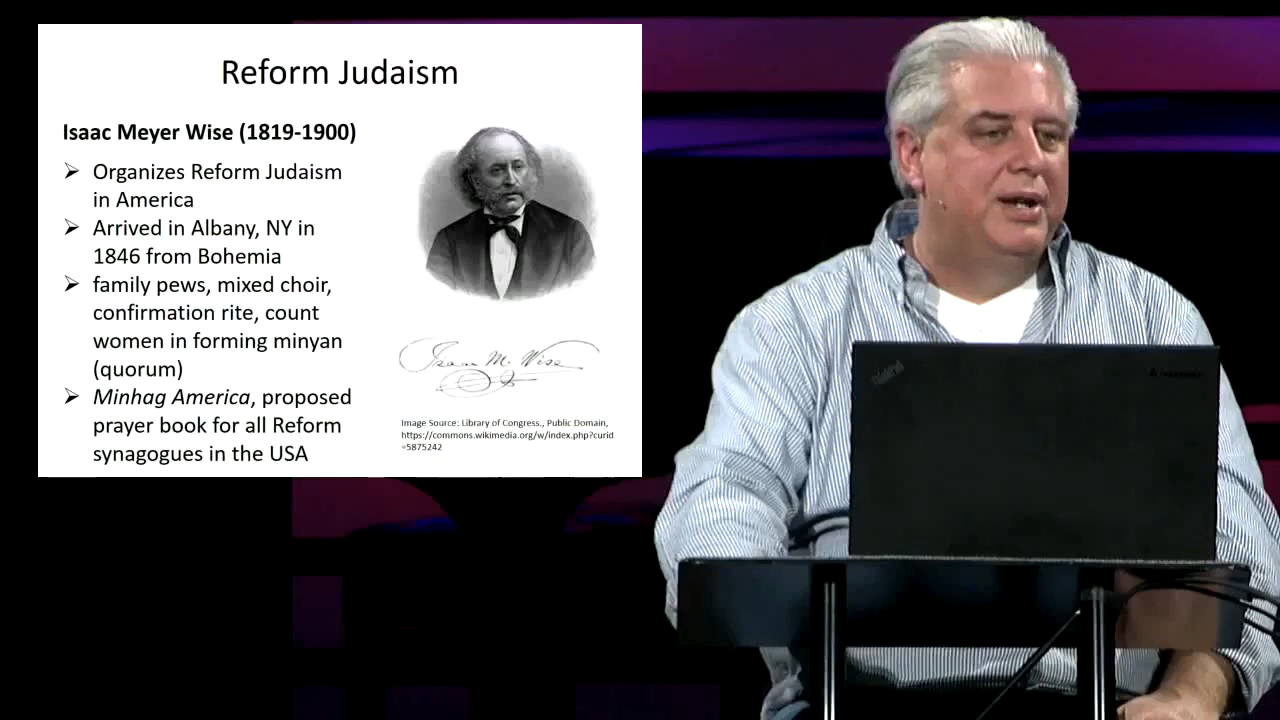 Reform Judaism
Isaac Meyer Wise (1819-1900)
Organizes Reform Judaism
in America
Arrived in Albany, NY in
1846 from Bohemia
family pews, mixed choir,
confirmation rite, count
women in forming minyan
(quorum)
Minhag America, proposed
prayer book for all Reform
synagogues in the USA
Isaac M. Wise
Image Source: Library of Congress., Public Domain,
https://commons.wikimedia.org/w/index.php?curid
=5875242
ThinkPad